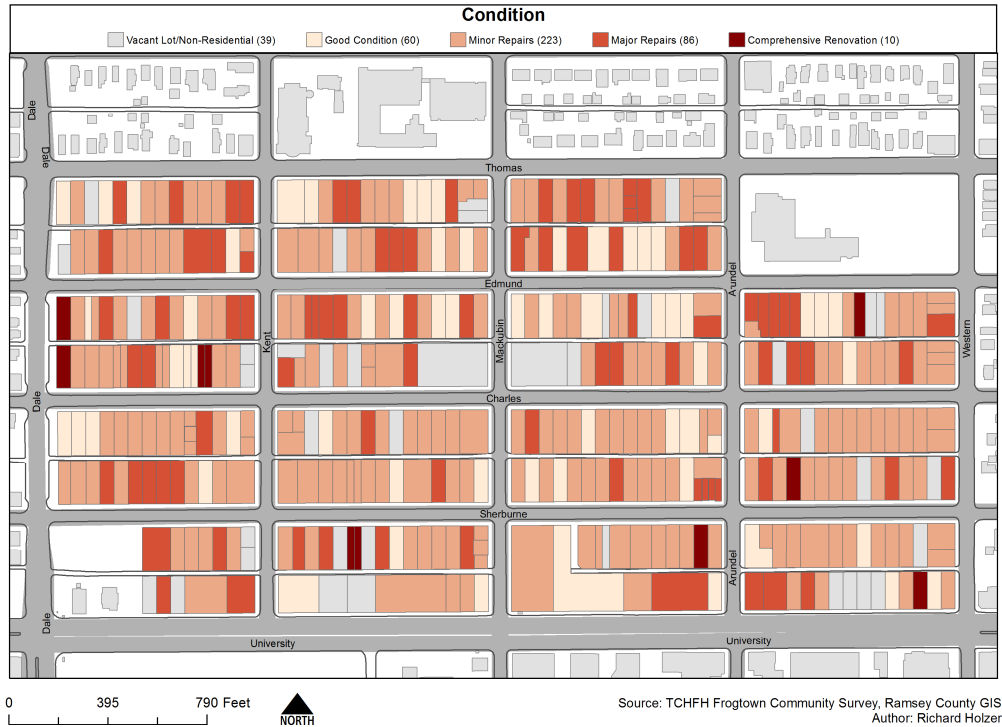 Condition
Vacant Lot/Non-Residential (39) Good Condition (60) Minor Repairs (223) Major Repairs (86) Comprehensive Renovation (10)
Dale
Dale
Thomas
Arundel
Edmund
Kent
Mackubin
Western
Dale
Charles
Sherburne
Arundel
Dale
University
University
0 395 790 Feet
NORTH
Source: TCHFH Frogtown Community Survey, Ramsey County GIS
Author: Richard Holzer